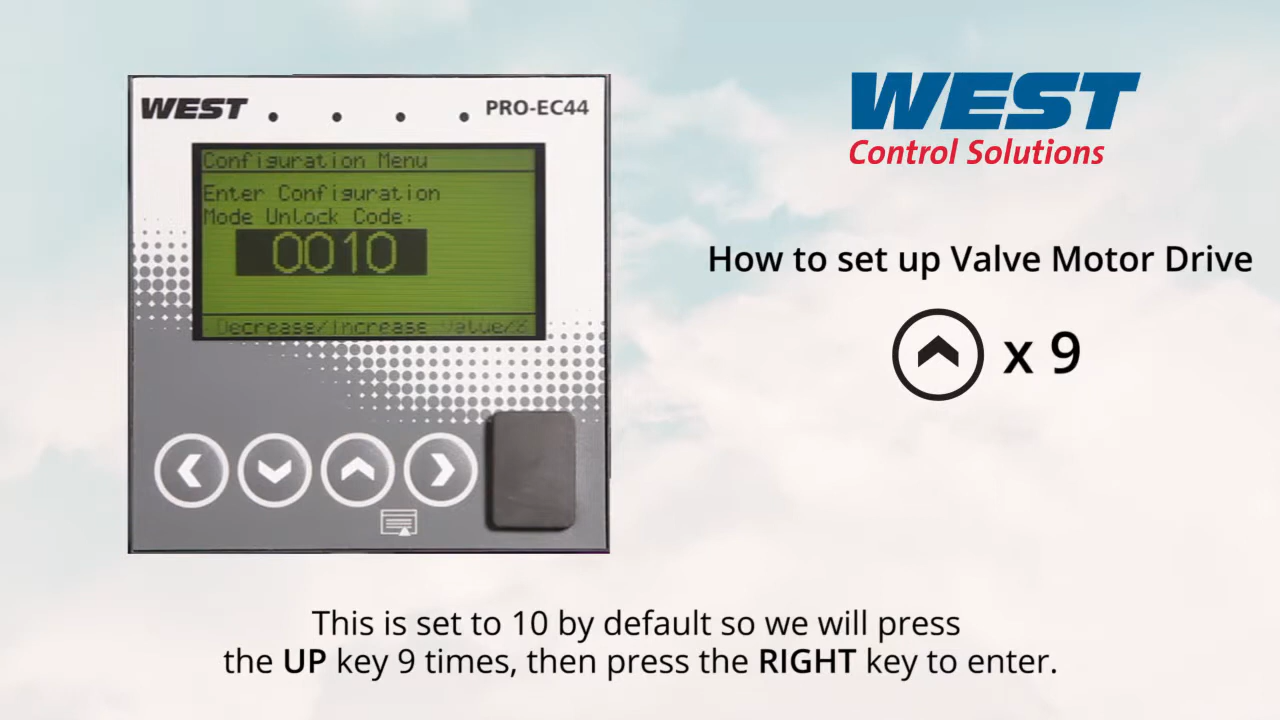 WEST
PRO-EC44
Configuration Menu
Enter Configuration
Mode Unlock Code:
0010
Decrease/Increase Value/%
WEST
Control Solutions
How to set up Valve Motor Drive
x 9
This is set to 10 by default so we will press
the UP key 9 times, then press the RIGHT key to enter.